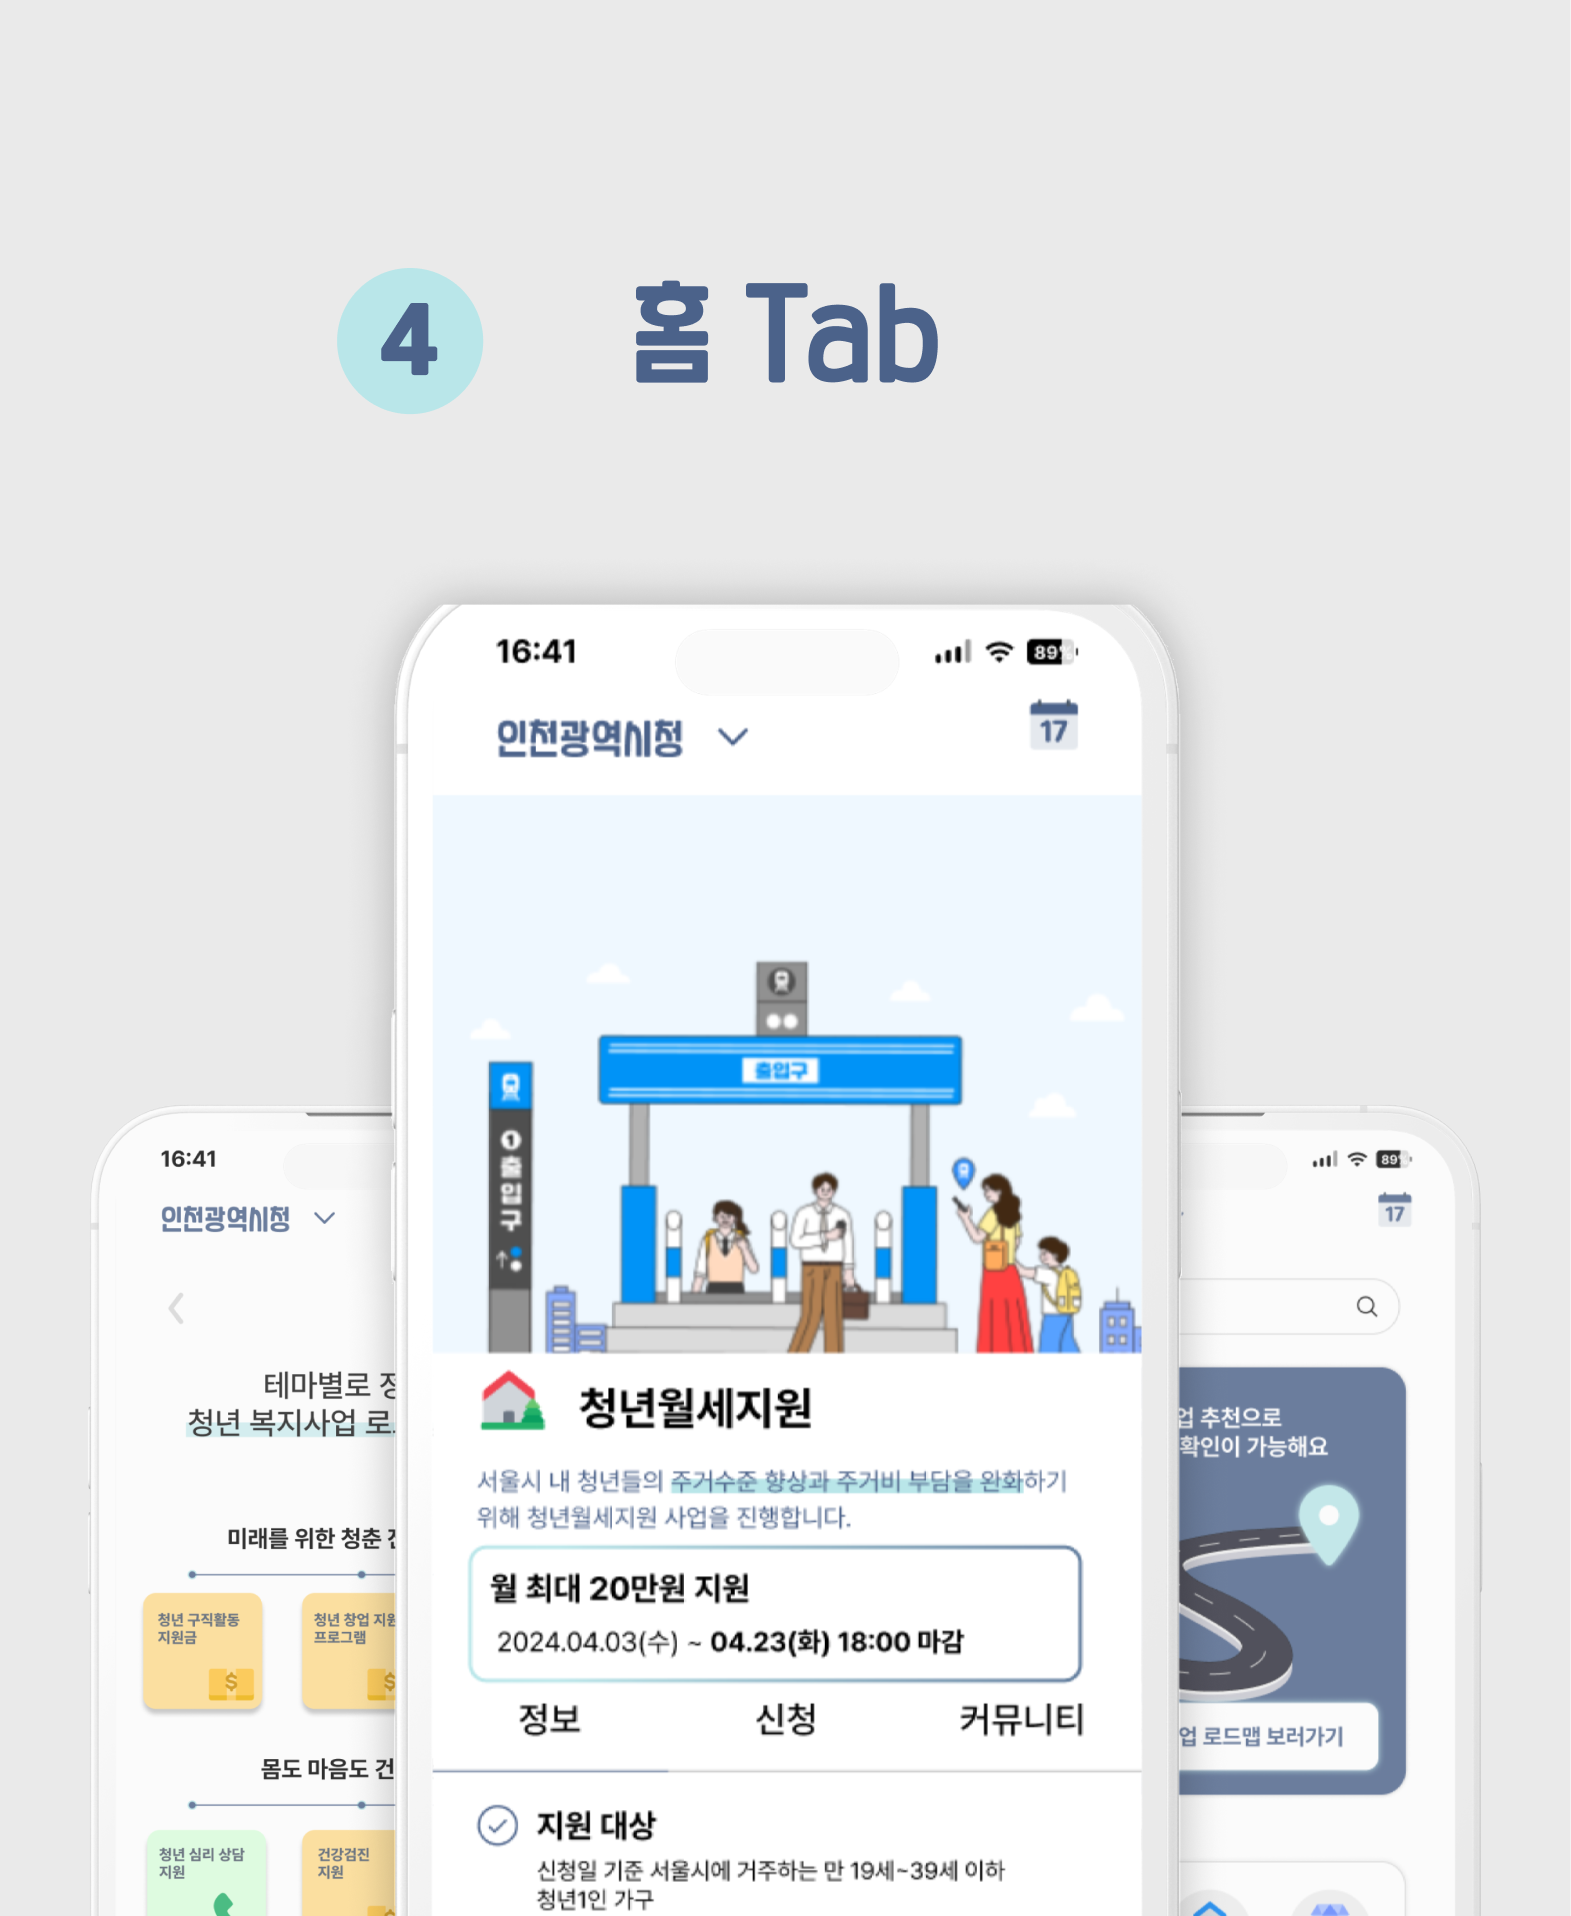 4 홈 Tab
16:41 89%
인천광역시청
17
출입구
1
출
입
구
청년월세지원
서울시 내 청년들의 주거수준 향상과 주거비 부담을 완화하기
위해 청년월세지원 사업을 진행합니다.
월 최대 20만원 지원
2024.04.03(수) ~ 04.23(화) 18:00 마감
정보 신청 커뮤니티
지원 대상
신청일 기준 서울시에 거주하는 만 19세~39세 이하
청년1인 가구
16:41
인천광역시청
테마별로
청년 복지사업
미래를 위한 청춘
청년 구직활동
지원금
$
청년 창업 지원
프로그램
$
몸도 마음도
청년 심리 상담
지원
건강검진
지원
89
17
업 추천으로
확인이 가능해요
업 로드맵 보러가기